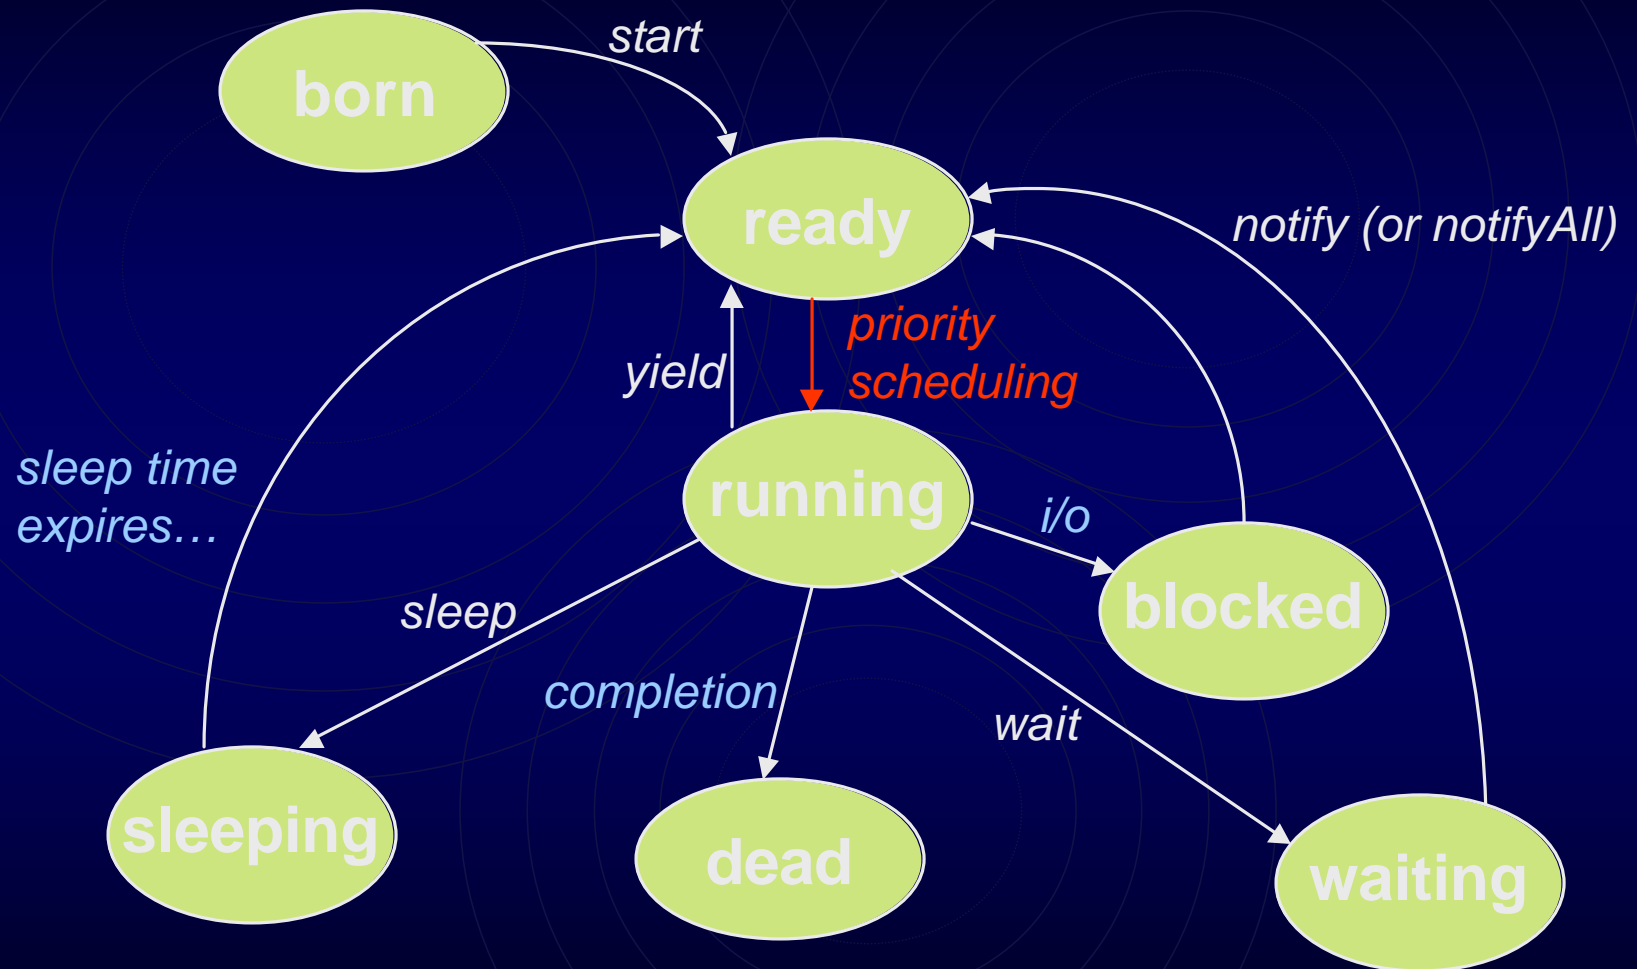 start
born
ready
notify (or notifyAll)
priority
scheduling
yield
sleep time
expires…
running
i/o
blocked
sleep
completion
wait
sleeping
dead
waiting